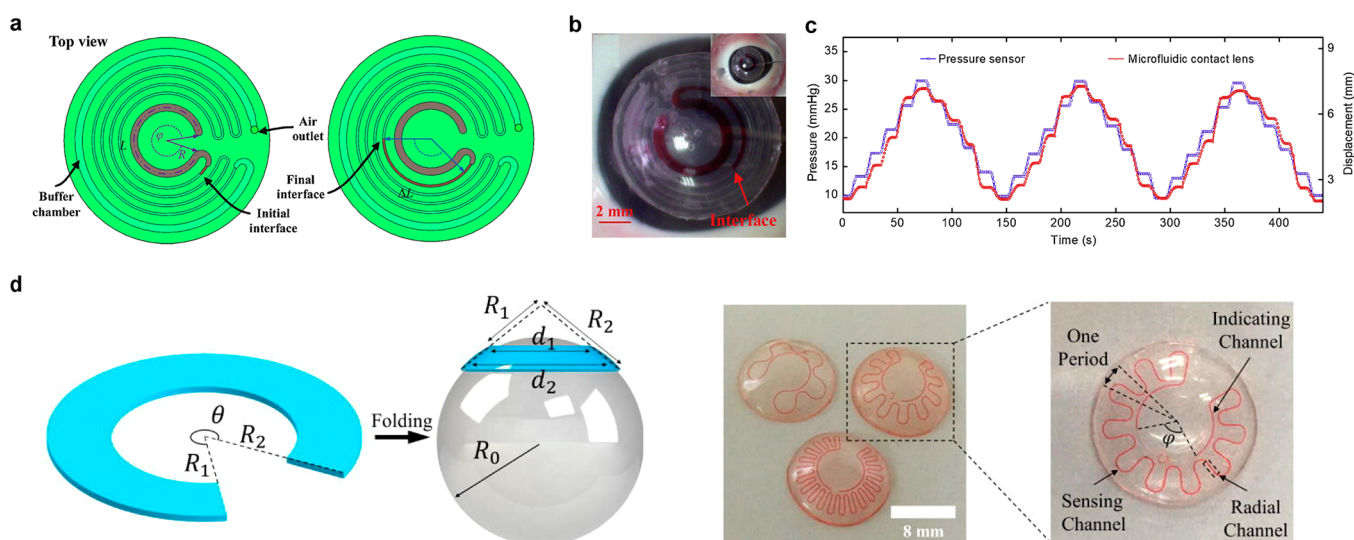 a
Top view
φ
L
R
Air
outlet
Buffer
chamber
Initial
interface
Final
interface
ΔL
b
2 mm
Interface
c
Pressure sensor
Microfluidic contact lens
Pressure (mmHg)
35
30
25
20
15
10
Displacement (mm)
9
7
5
3
0 50 100 150 200 250 300 350 400
Time (s)
d
θ
R₂
R₁
Folding
R₁
R₂
d₁
d₂
R₀
8 mm
One
Period
Indicating
Channel
φ
Sensing
Channel
Radial
Channel